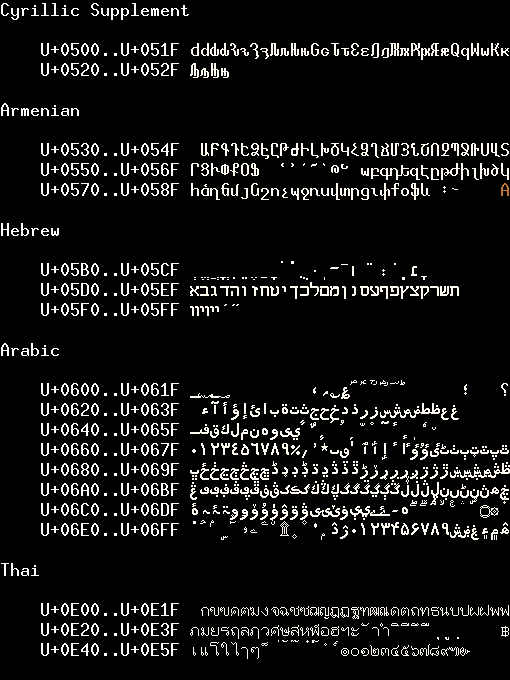 Cyrillic Supplement
U+0500..U+051F ԀԁԂԃԄԅԆԇԈԉԊԋԌԍԎԏԐԑԒԓԔԕԖԗԘԙԚԛԜԝԞԟ
U+0520..U+052F ԠԡԢԣ
Armenian
U+0530..U+054F ԱԲԳԴԵԶԷԸԹԺԻԼԽԾԿՀՁՂՃՄՅՆՇՈՉՊՋՌՍՎՏ
U+0550..U+056F ՐՑՒՓՔՕՖ ՙ՚՛՜՝՞՟ աբգդեզէըթժիլխծկ
U+0570..U+058F հձղճմյնշոչպջռսվտրցւփքօֆև ։֊ A
Hebrew
U+05B0..U+05CF
U+05D0..U+05EF אבגדהוזחטיךכלםמןנסעףפץצקרשת
U+05F0..U+05FF װױײ׳״
Arabic
U+0600..U+061F ؛ ؟
U+0620..U+063F ءآأؤإئابةتثجحخدذرزسشصضطظعغ
U+0640..U+065F ـفقكلمنهوىي
U+0660..U+067F ٠١٢٣٤٥٦٧٨٩٪٫٬٭ٮٯٰٱٲٳٴٵٶٷٸٹٺٻټٽپٿ
U+0680..U+069F ڀځڂڃڄڅچڇڈډڊڋڌڍڎڏڐڑڒړڔڕږڗژڙښڛڜڝڞڟ
U+06A0..U+06BF ڠڡڢڣڤڥڦڧڨکڪګڬڭڮگڰڱڲڳڴڵڶڷڸڹںڻڼڽھڿ
U+06C0..U+06DF ۀہۂۃۄۅۆۇۈۉۊۋیۍێۏېۑےۓ۔ە ۝۞
U+06E0..U+06FF ۩ ۮۯ۰۱۲۳۴۵۶۷۸۹ۺۻۼ۽۾ۿ
Thai
U+0E00..U+0E1F กขฃคฅฆงจฉชซฌญฎฏฐฑฒณดตถทธนบปผฝพฟ
U+0E20..U+0E3F ภมยรฤลฦวศษสหฬอฮฯะ าำ ฿
U+0E40..U+0E5F เแโใไๅๆ ๏๐๑๒๓๔๕๖๗๘๙๚๛